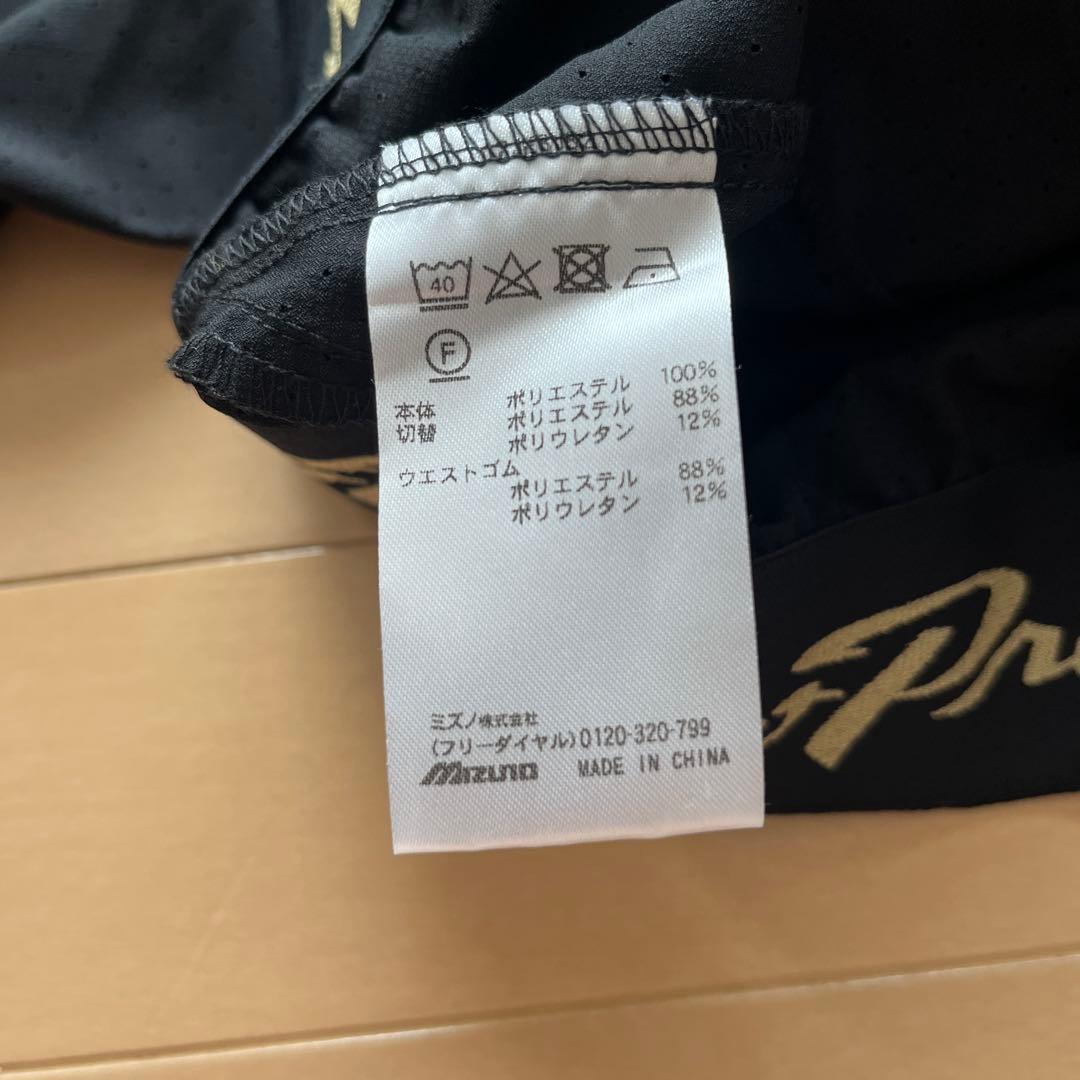 40
F
本体 ポリエステル 100%
切替 ポリエステル 88%
ポリウレタン 12%
ウエストゴム
ポリエステル 88%
ポリウレタン 12%
ミズノ株式会社
(フリーダイヤル)0120-320-799
MIZUNO MADE IN CHINA